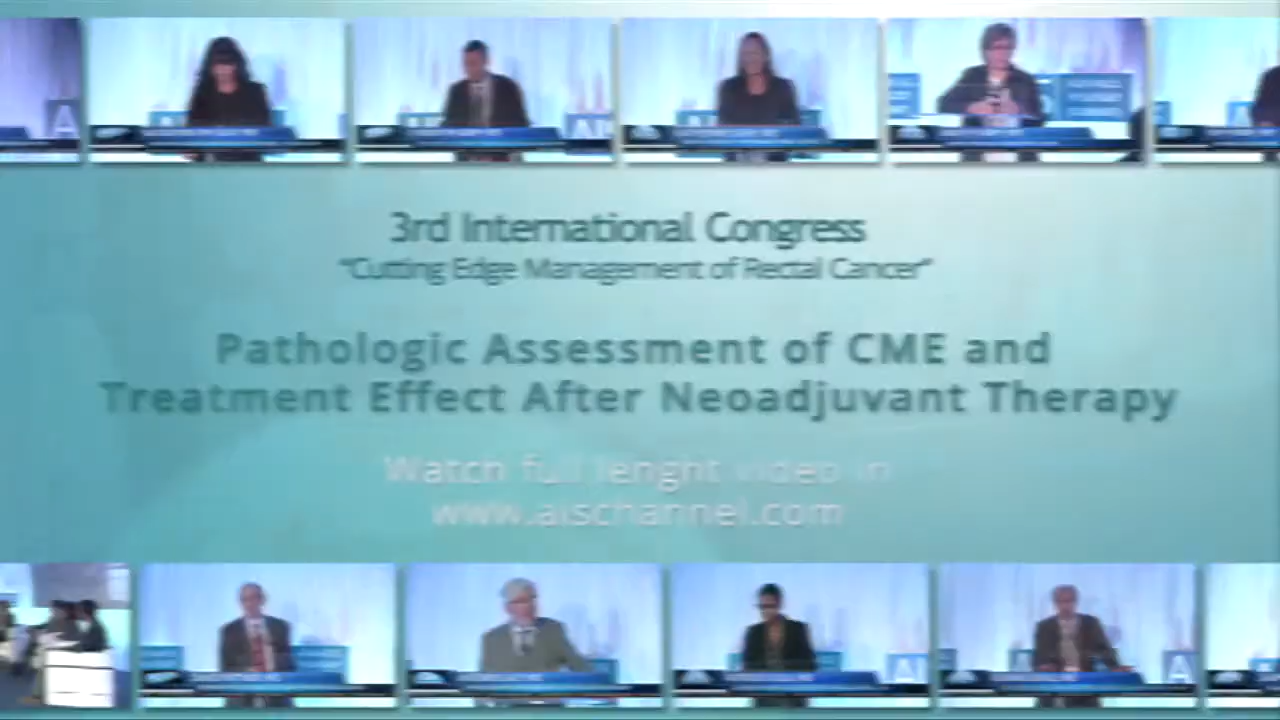 3rd International Congress
"Cutting Edge Management of Rectal Cancer"
Pathologic Assessment of CME and
Treatment Effect After Neoadjuvant Therapy
Watch full lenght video in
www.aischannel.com